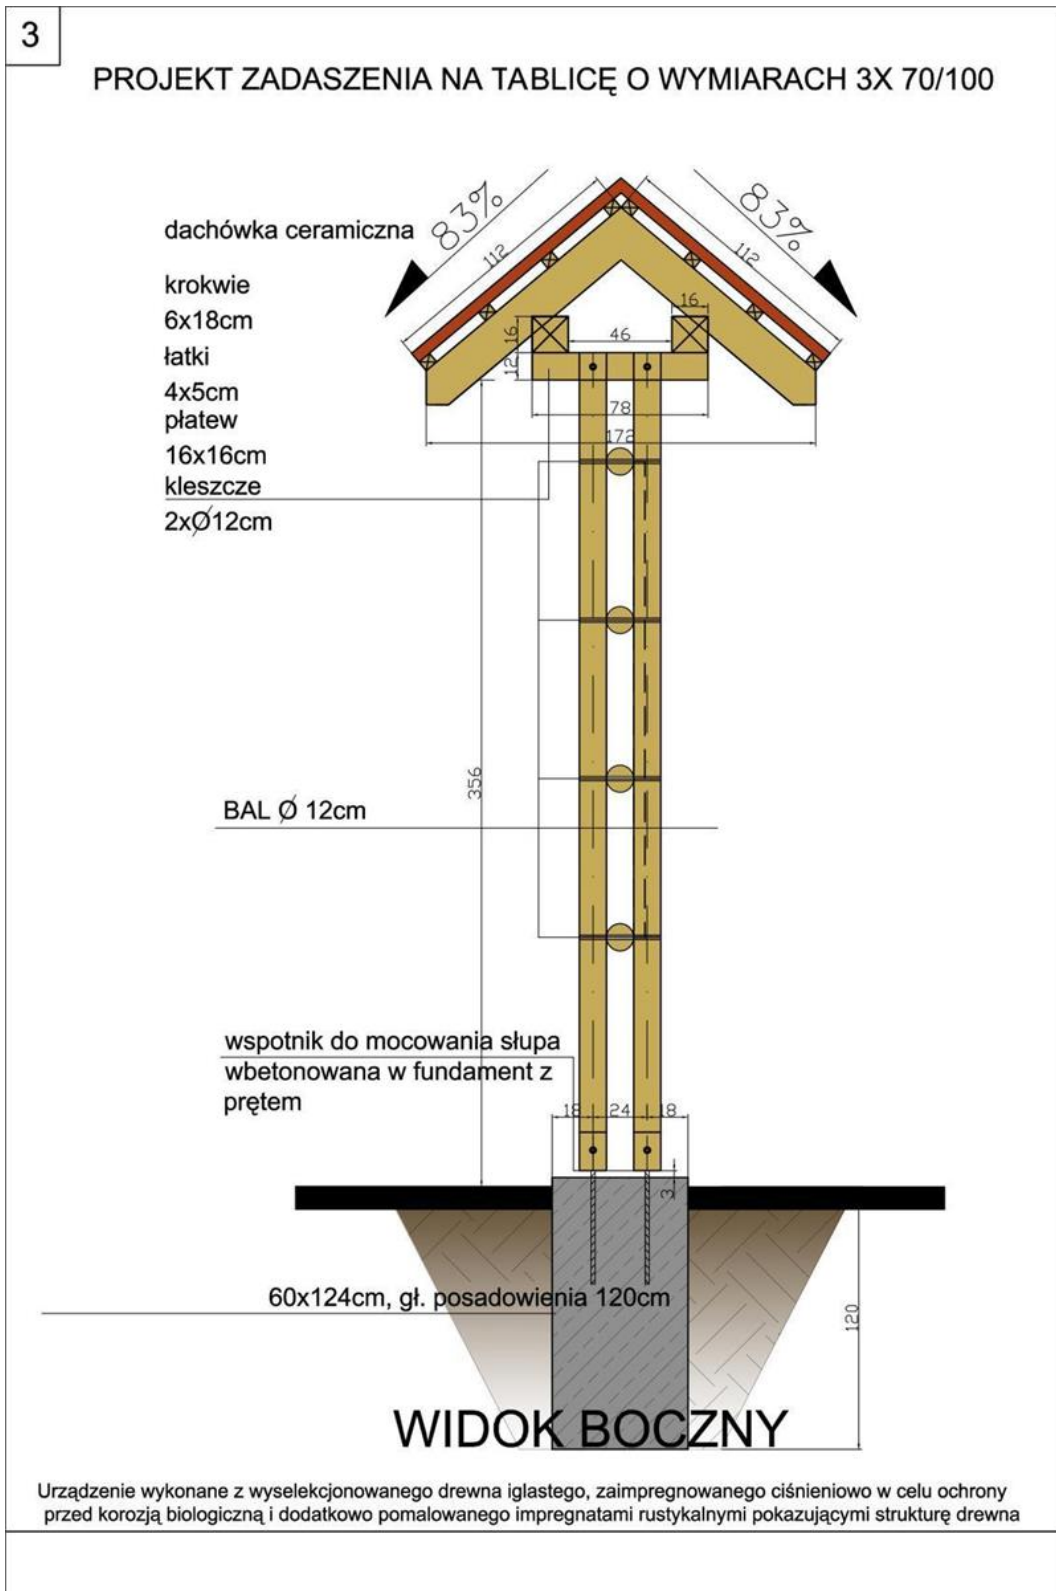 3
PROJEKT ZADASZENIA NA TABLICĘ O WYMIARACH 3X 70/100
83%
83%
112
112
dachówka ceramiczna
krokwie
6x18cm
łatki
4x5cm
płatew
16x16cm
kleszcze
2xØ12cm
16
16
46
12
78
172
356
BAL Ø 12cm
wspotnik do mocowania słupa
wbetonowana w fundament z
prętem
18
24
18
3
60x124cm, gł. posadowienia 120cm
120
WIDOK BOCZNY
Urządzenie wykonane z wyselekcjonowanego drewna iglastego, zaimpregnowanego ciśnieniowo w celu ochrony
przed korozją biologiczną i dodatkowo pomalowanego impregnatami rustykalnymi pokazującymi strukturę drewna